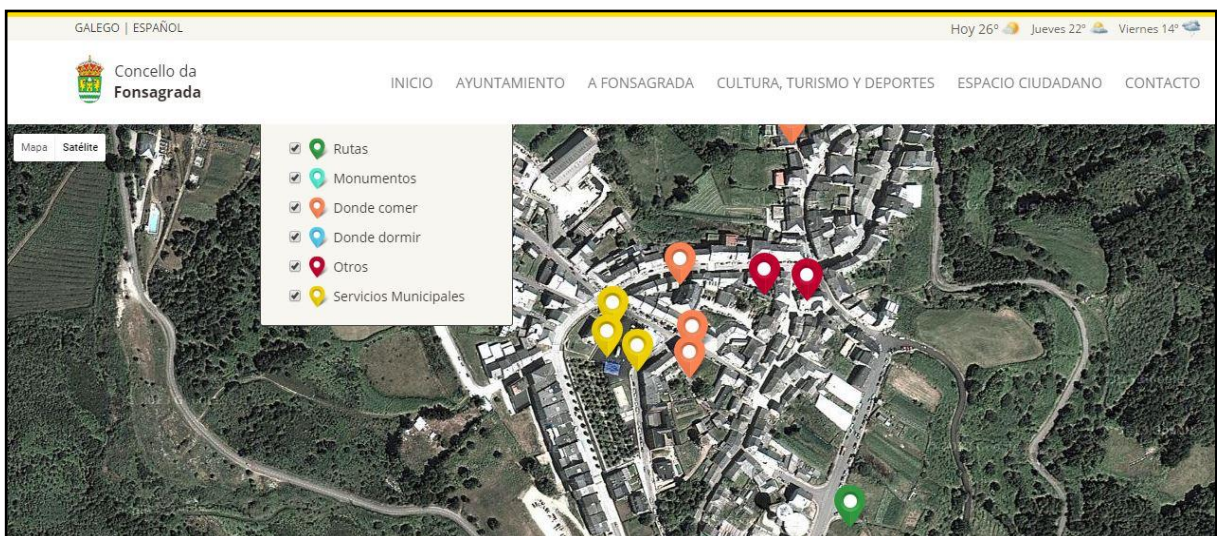 GALEGO | ESPAÑOL
Hoy 26º Jueves 22º Viernes 14º
Concello da
Fonsagrada
INICIO AYUNTAMIENTO A FONSAGRADA CULTURA, TURISMO Y DEPORTES ESPACIO CIUDADANO CONTACTO
Mapa Satélite
Rutas
Monumentos
Donde comer
Donde dormir
Otros
Servicios Municipales